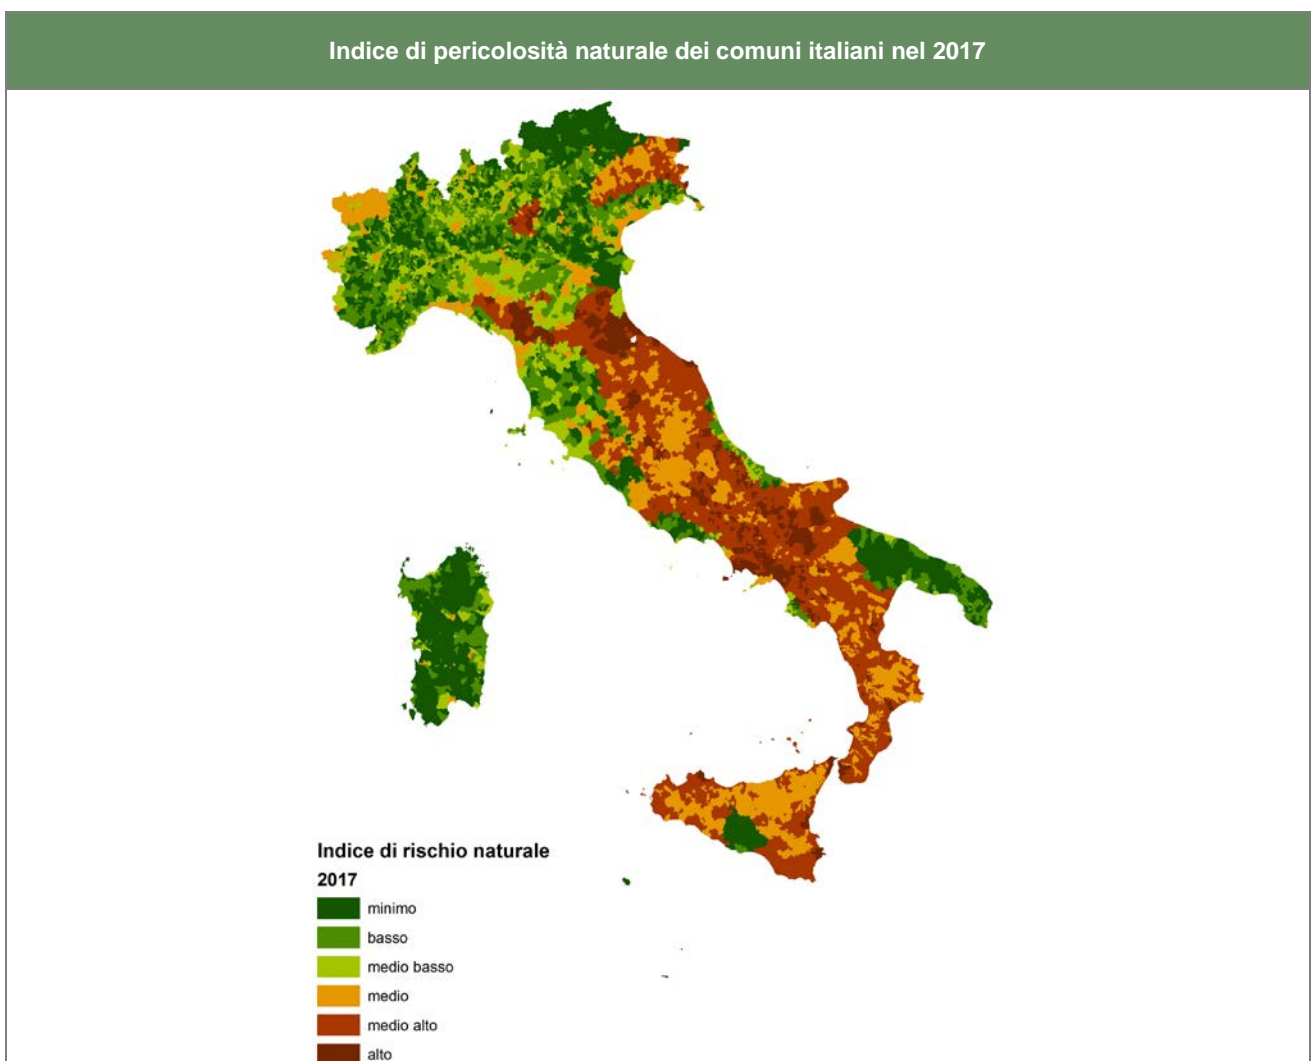 Indice di pericolosità naturale dei comuni italiani nel 2017
Indice di rischio naturale
2017
minimo
basso
medio basso
medio
medio alto
alto